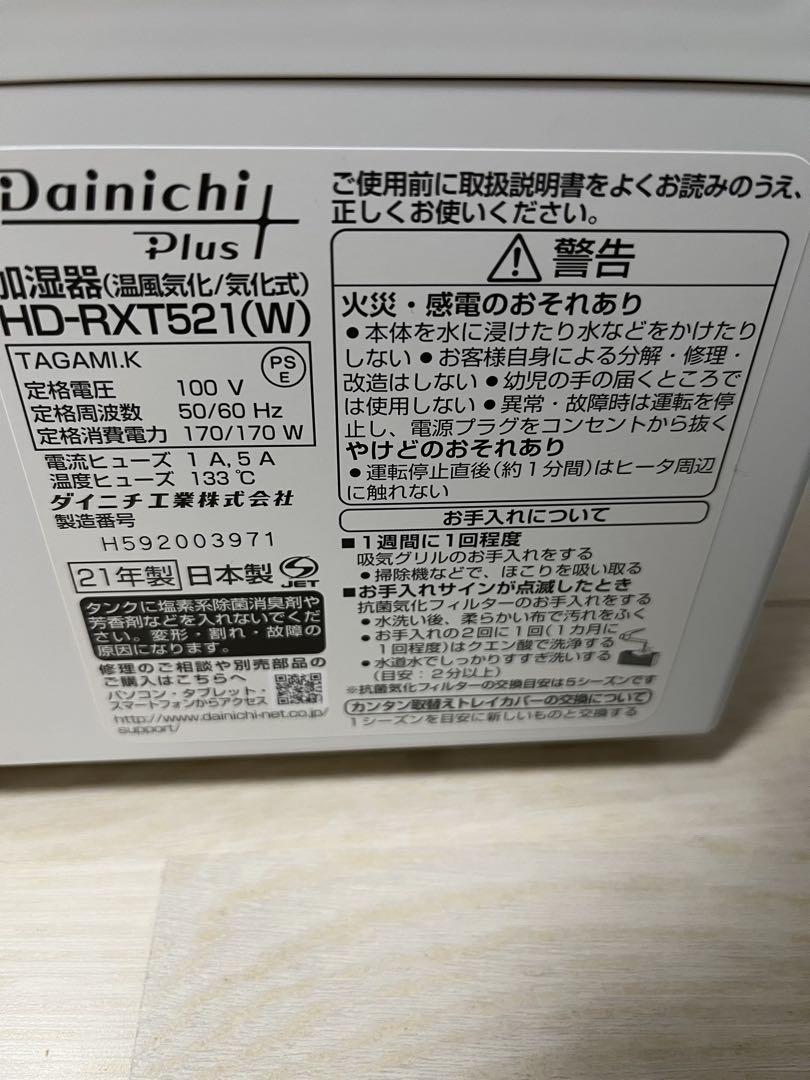 Dainichi
Plus
加湿器(温風気化/気化式)
HD-RXT521(W)
TAGAMI.K
PS
E
定格電圧 100 V
定格周波数 50/60 Hz
定格消費電力 170/170 W
電流ヒューズ 1 A, 5 A
温度ヒューズ 133 ℃
ダイニチ工業株式会社
製造番号
H592003971
21年製 日本製 JET
タンクに塩素系除菌消臭剤や
芳香剤などを入れないでくだ
さい。変形・割れ・故障の
原因になります。
修理のご相談や別売部品の
ご購入はこちらへ
パソコン・タブレット・
スマートフォンからアクセス
http://www.dainichi-net.co.jp/
support/
ご使用前に取扱説明書をよくお読みのうえ、
正しくお使いください。
警告
火災・感電のおそれあり
●本体を水に浸けたり水などをかけたり
しない ●お客様自身による分解・修理・
改造はしない ●幼児の手の届くところで
は使用しない ●異常・故障時は運転を停
止し、電源プラグをコンセントから抜く
やけどのおそれあり
●運転停止直後(約1分間)はヒータ周辺
に触れない
お手入れについて
■1週間に1回程度
吸気グリルのお手入れをする
●掃除機などで、ほこりを吸い取る
■お手入れサインが点滅したとき
抗菌気化フィルターのお手入れをする
●水洗い後、柔らかい布で汚れをふく
●お手入れの2回に1回(1カ月に
1回程度)はクエン酸で洗浄する
●水道水でしっかりすすぎ洗いする
(目安：2分以上)
※抗菌気化フィルターの交換目安は5シーズンです
カンタン取替えトレイカバーの交換について
1シーズンを目安に新しいものと交換する